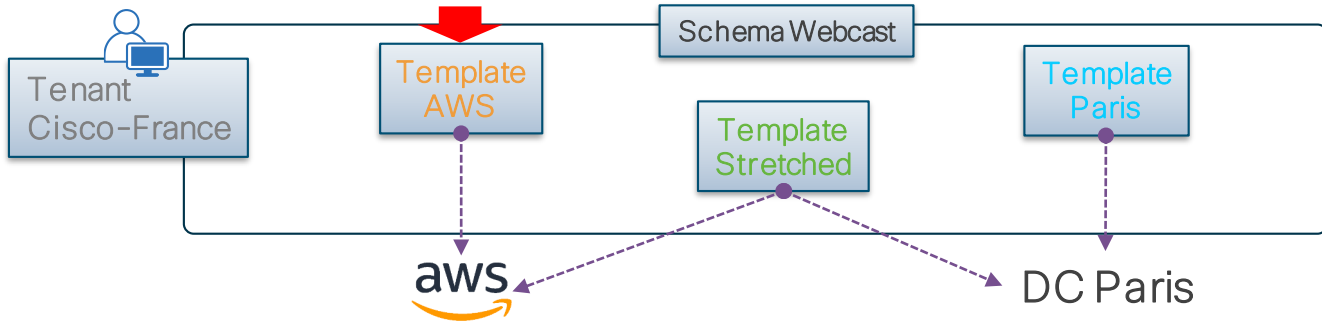 Schema Webcast
Tenant
Cisco-France
Template
AWS
Template
Stretched
Template
Paris
aws
DC Paris